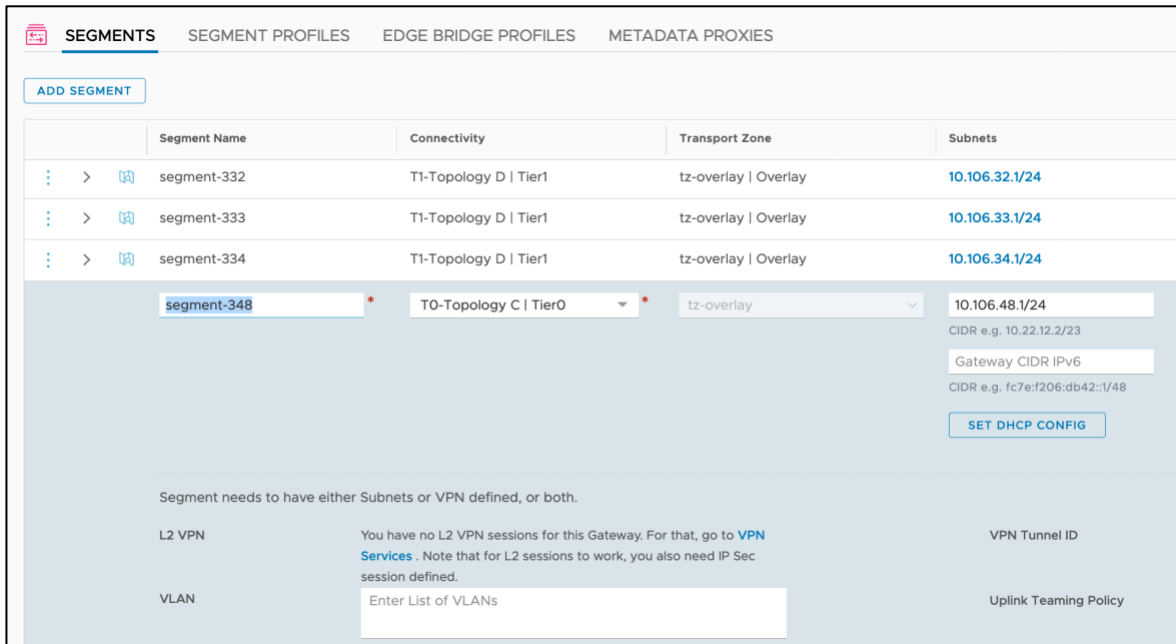 SEGMENTS SEGMENT PROFILES EDGE BRIDGE PROFILES METADATA PROXIES
ADD SEGMENT
Segment Name Connectivity Transport Zone Subnets
segment-332 T1-Topology D | Tier1 tz-overlay | Overlay 10.106.32.1/24
segment-333 T1-Topology D | Tier1 tz-overlay | Overlay 10.106.33.1/24
segment-334 T1-Topology D | Tier1 tz-overlay | Overlay 10.106.34.1/24
segment-348 * T0-Topology C | Tier0 * tz-overlay 10.106.48.1/24
CIDR e.g. 10.22.12.2/23
Gateway CIDR IPv6
CIDR e.g. fc7e:f206:db42::1/48
SET DHCP CONFIG
Segment needs to have either Subnets or VPN defined, or both.
L2 VPN You have no L2 VPN sessions for this Gateway. For that, go to VPN VPN Tunnel ID
Services . Note that for L2 sessions to work, you also need IP Sec
session defined.
VLAN Enter List of VLANs Uplink Teaming Policy